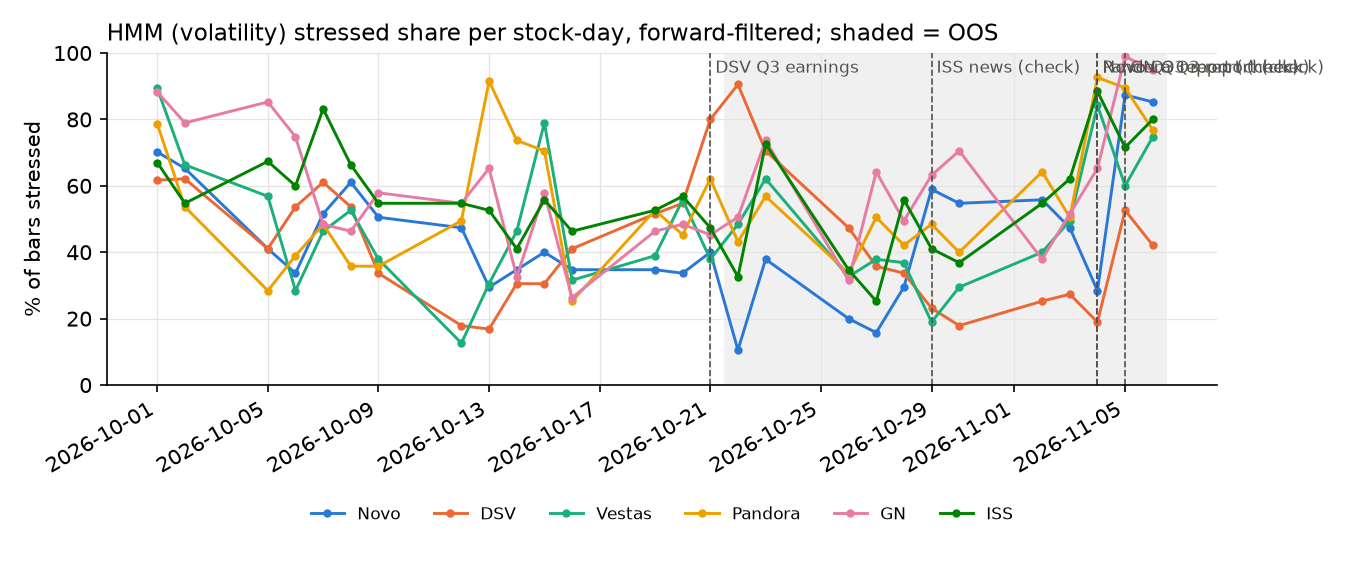 HMM (volatility) stressed share per stock-day, forward-filtered; shaded = OOS
% of bars stressed
100
80
60
40
20
0
DSV Q3 earnings
ISS news (check)
2026-10-01
2026-10-05
2026-10-09
2026-10-13
2026-10-17
2026-10-21
2026-10-25
2026-10-29
2026-11-01
2026-11-05
Novo
DSV
Vestas
Pandora
GN
ISS